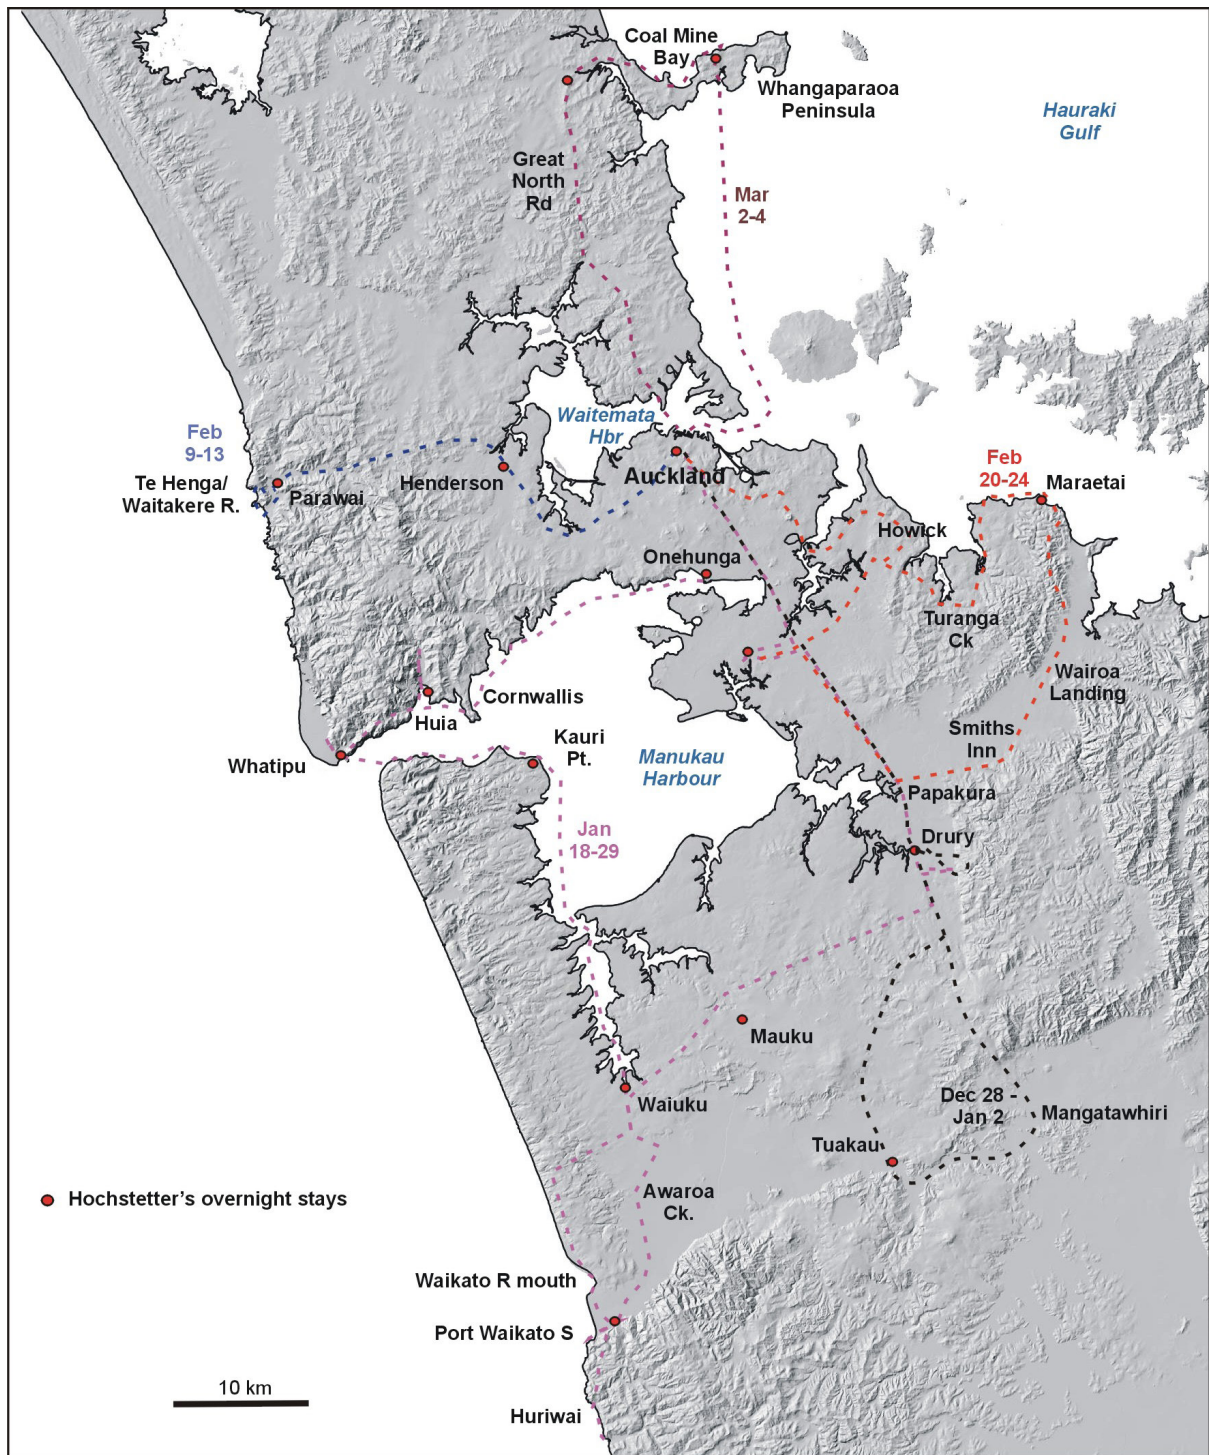 Coal Mine
Bay
Whangaparaoa
Peninsula
Hauraki
Gulf
Great
North
Rd
Mar
2-4
Waitemata
Hbr
Feb
9-13
Te Henga/
Waitakere R.
Parawai
Henderson
Auckland
Feb
20-24
Maraetai
Howick
Onehunga
Turanga
Ck
Wairoa
Landing
Cornwallis
Huia
Smiths
Inn
Whatipu
Kauri
Pt.
Manukau
Harbour
Papakura
Jan
18-29
Drury
Mauku
Waiuku
Dec 28 -
Jan 2
Mangatawhiri
Tuakau
Hochstetter's overnight stays
Awaroa
Ck.
Waikato R mouth
Port Waikato S
10 km
Huriwai